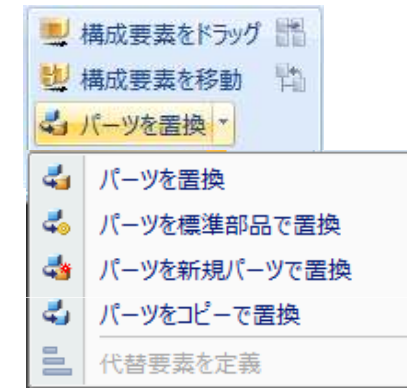 構成要素をドラッグ
構成要素を移動
パーツを置換
パーツを置換
パーツを標準部品で置換
パーツを新規パーツで置換
パーツをコピーで置換
代替要素を定義